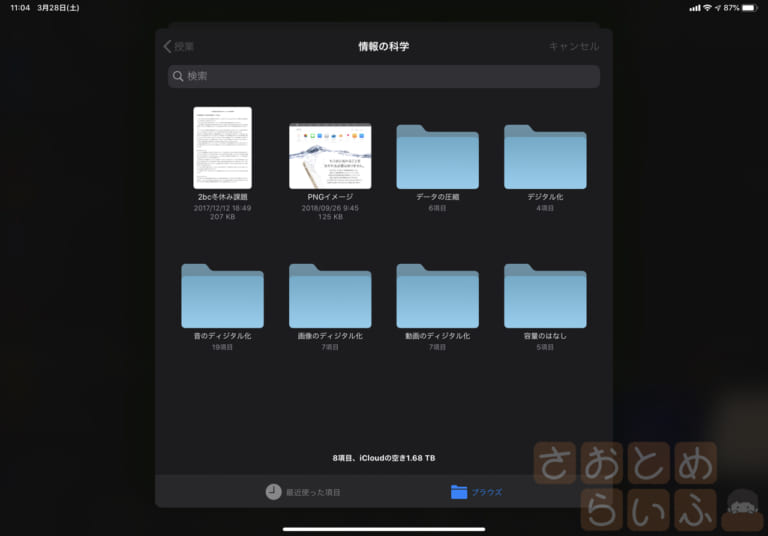 11:04 3月28日(土)
87%
授業
情報の科学
キャンセル
検索
2bc冬休み課題
2017/12/12 18:49
207 KB
PNGイメージ
2018/09/26 9:45
125 KB
データの圧縮
6項目
デジタル化
4項目
音のディジタル化
19項目
画像のディジタル化
7項目
動画のディジタル化
7項目
容量のはなし
5項目
8項目、iCloudの空き1.68 TB
最近使った項目
ブラウズ
さおとめ
らいふ